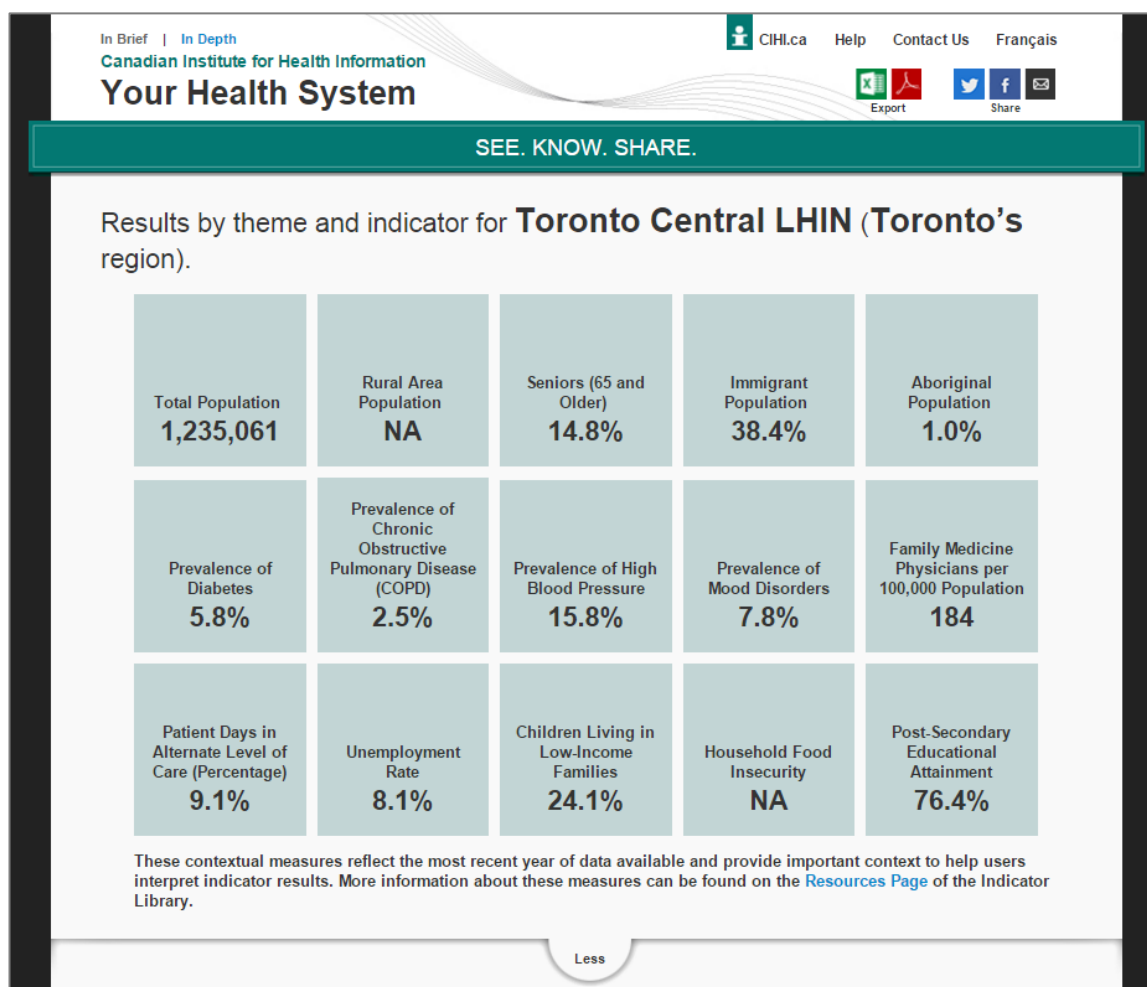 In Brief | In Depth
CIHI.ca Help Contact Us Français
Canadian Institute for Health Information
Your Health System
Export
Share
SEE. KNOW. SHARE.
Results by theme and indicator for Toronto Central LHIN (Toronto's
region).
Total Population
1,235,061
Rural Area
Population
NA
Seniors (65 and
Older)
14.8%
Immigrant
Population
38.4%
Aboriginal
Population
1.0%
Prevalence of
Diabetes
5.8%
Prevalence of
Chronic
Obstructive
Pulmonary Disease
(COPD)
2.5%
Prevalence of High
Blood Pressure
15.8%
Prevalence of
Mood Disorders
7.8%
Family Medicine
Physicians per
100,000 Population
184
Patient Days in
Alternate Level of
Care (Percentage)
9.1%
Unemployment
Rate
8.1%
Children Living in
Low-Income
Families
24.1%
Household Food
Insecurity
NA
Post-Secondary
Educational
Attainment
76.4%
These contextual measures reflect the most recent year of data available and provide important context to help users
interpret indicator results. More information about these measures can be found on the Resources Page of the Indicator
Library.
Less